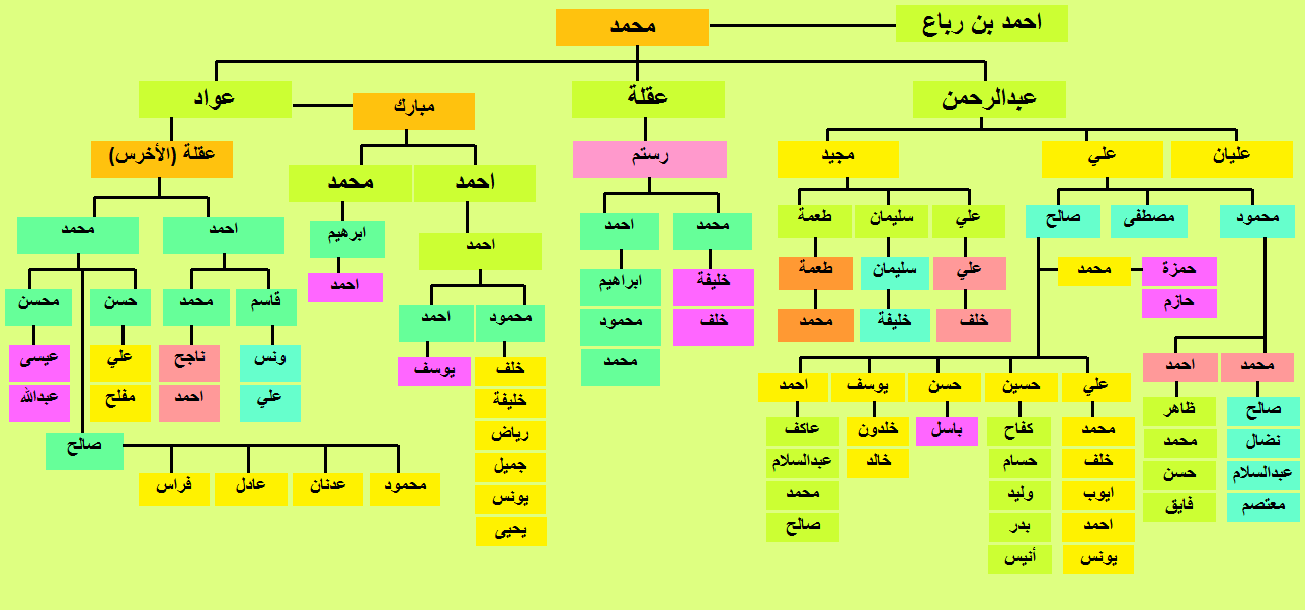 احمد بن رباع
محمد
عبدالرحمن
عقلة
مبارك
عواد
عليان
علي
مجيد
رستم
احمد
محمد
عقلة (الأخرس)
محمود
مصطفى
صالح
علي
سليمان
طعمة
محمد
احمد
احمد
ابرهيم
احمد
محمد
حمزة
حازم
محمد
علي
خلف
سليمان
خليفة
طعمة
محمد
خليفة
خلف
ابراهيم
محمود
محمد
احمد
محمود
احمد
قاسم
محمد
حسن
محسن
ونس
علي
ناجح
احمد
علي
مفلح
عيسى
عبدالله
يوسف
خلف
خليفة
رياض
جميل
يونس
يحيى
صالح
محمود
عدنان
عادل
فراس
محمد
احمد
صالح
نضال
عبدالسلام
معتصم
ظاهر
محمد
حسن
فايق
علي
حسين
حسن
يوسف
احمد
محمد
خلف
ايوب
احمد
يونس
كفاح
حسام
وليد
بدر
أنيس
باسل
خلدون
خالد
عاكف
عبدالسلام
محمد
صالح